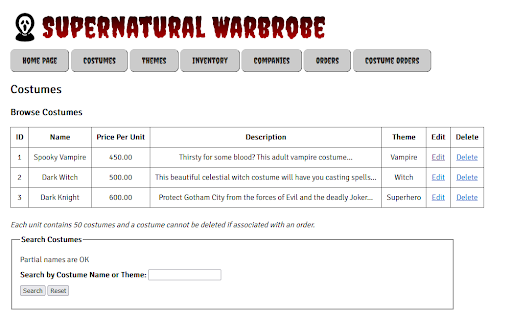 SUPERNATURAL WARBROBE
HOME PAGE COSTUMES THEMES INVENTORY COMPANIES ORDERS COSTUME ORDERS
Costumes
Browse Costumes
ID Name Price Per Unit Description Theme Edit Delete
1 Spooky Vampire 450.00 Thirsty for some blood? This adult vampire costume... Vampire Edit Delete
2 Dark Witch 500.00 This beautiful celestial witch costume will have you casting spells... Witch Edit Delete
3 Dark Knight 600.00 Protect Gotham City from the forces of Evil and the deadly Joker... Superhero Edit Delete
Each unit contains 50 costumes and a costume cannot be deleted if associated with an order.
Search Costumes
Partial names are OK
Search by Costume Name or Theme:
Search Reset